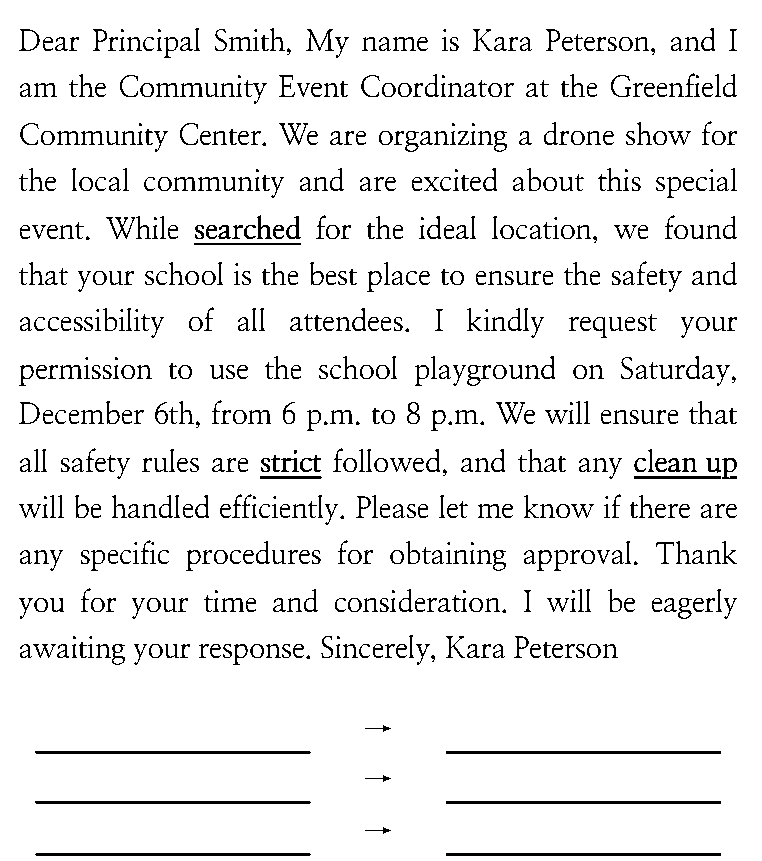 Dear Principal Smith, My name is Kara Peterson, and I
am the Community Event Coordinator at the Greenfield
Community Center. We are organizing a drone show for
the local community and are excited about this special
event. While searched for the ideal location, we found
that your school is the best place to ensure the safety and
accessibility of all attendees. I kindly request your
permission to use the school playground on Saturday,
December 6th, from 6 p.m. to 8 p.m. We will ensure that
all safety rules are strict followed, and that any clean up
will be handled efficiently. Please let me know if there are
any specific procedures for obtaining approval. Thank
you for your time and consideration. I will be eagerly
awaiting your response. Sincerely, Kara Peterson
→
→
→